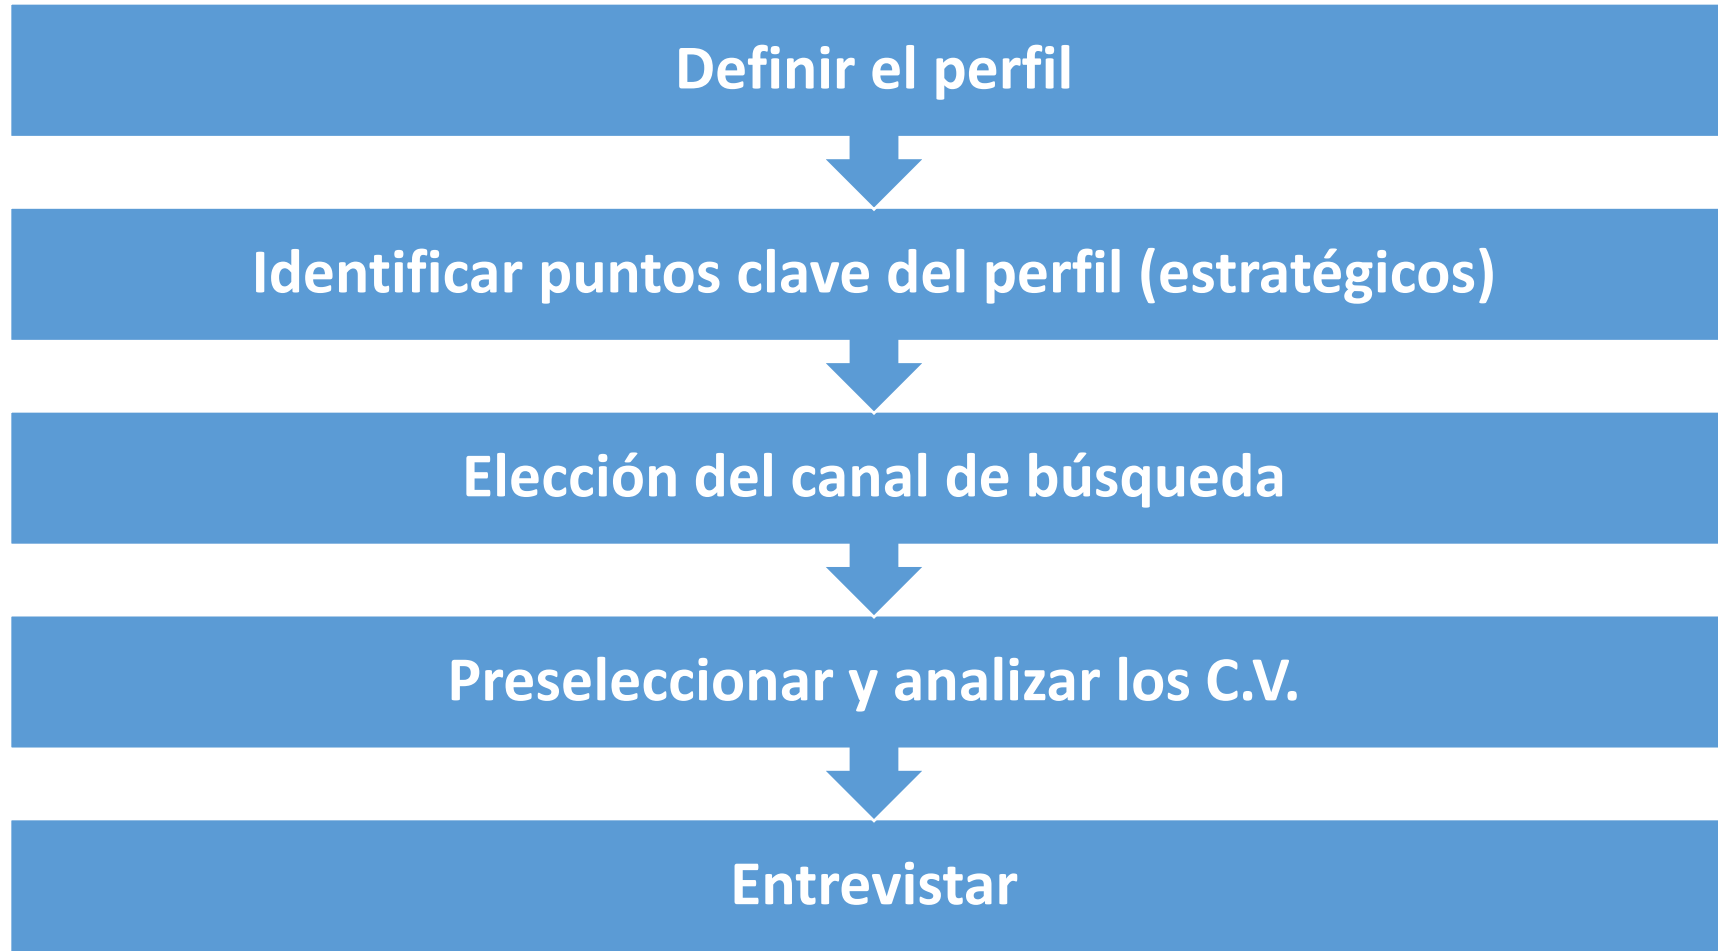 Definir el perfil
Identificar puntos clave del perfil (estratégicos)
Elección del canal de búsqueda
Preseleccionar y analizar los C.V.
Entrevistar